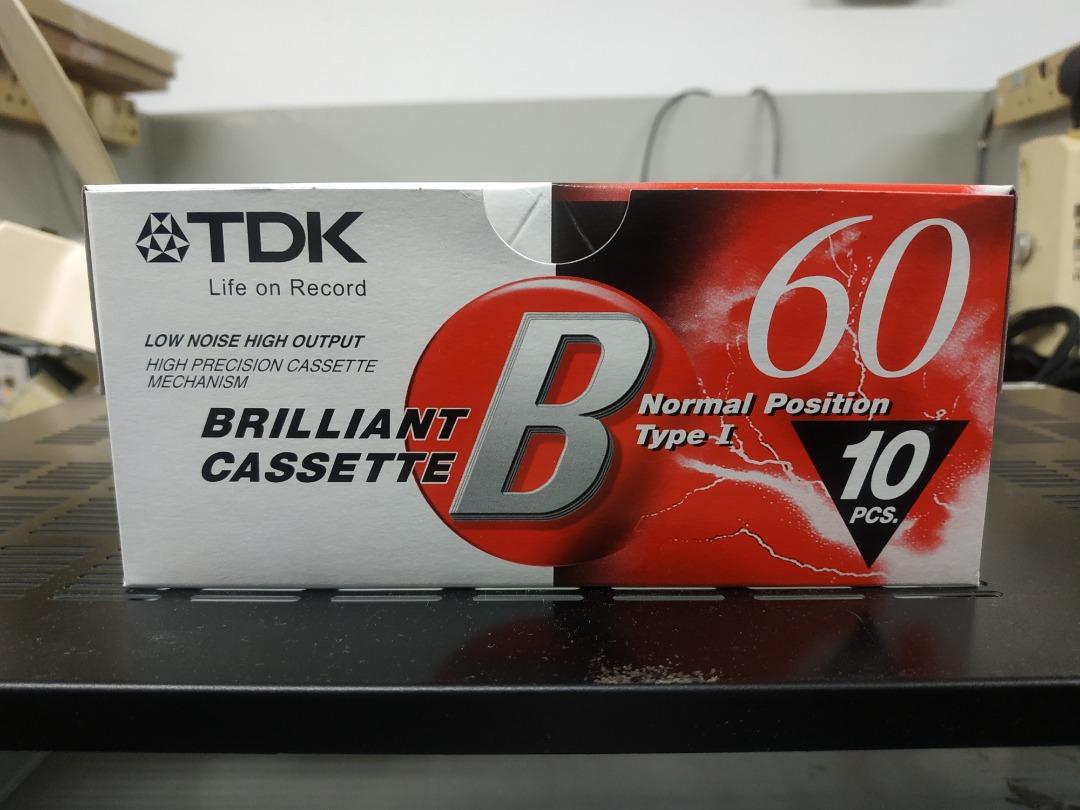 TDK
Life on Record
LOW NOISE HIGH OUTPUT
HIGH PRECISION CASSETTE
MECHANISM
BRILLIANT
CASSETTE
B
60
Normal Position
Type-I
10
PCS.